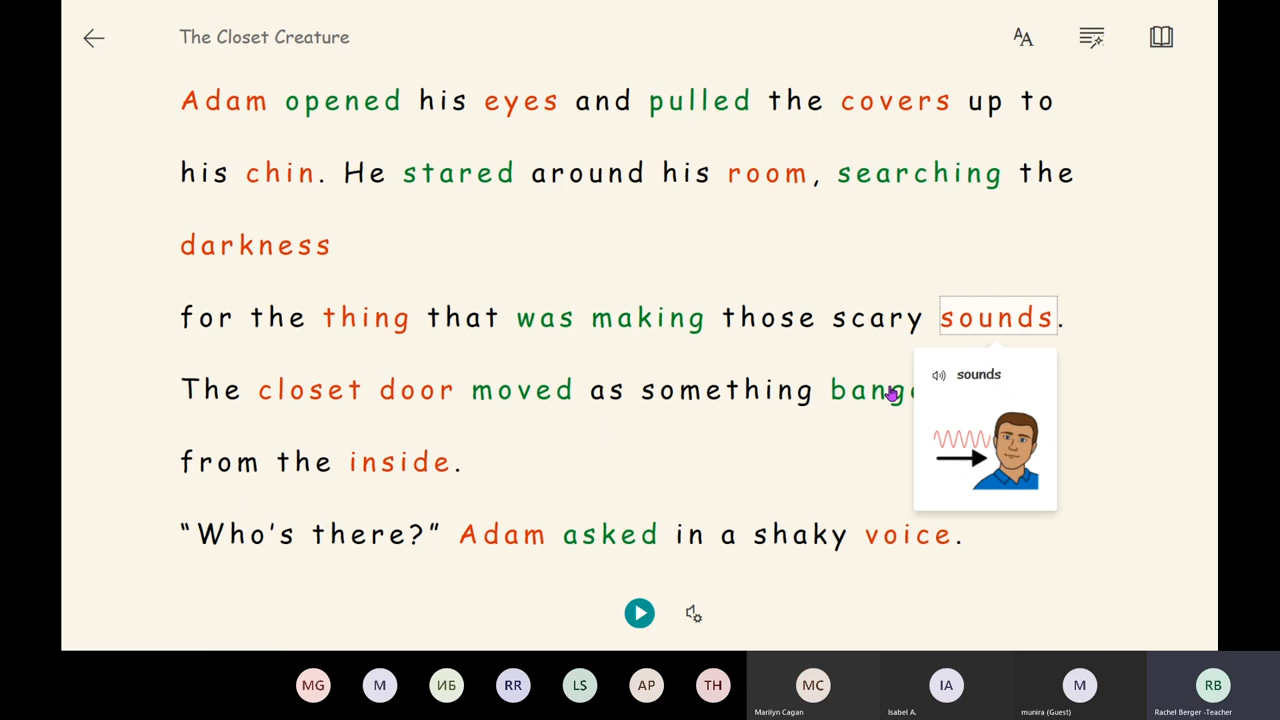 The Closet Creature
AA
Adam opened his eyes and pulled the covers up to
his chin. He stared around his room, searching the
darkness
for the thing that was making those scary sounds.
The closet door moved as something
from the inside.
"Who's there?" Adam asked in a shaky voice.
sounds
MG M ИБ RR LS AP TH MC IA M RB
Marilyn Cagan Isabel A. munira (Guest) Rachel Berger -Teacher